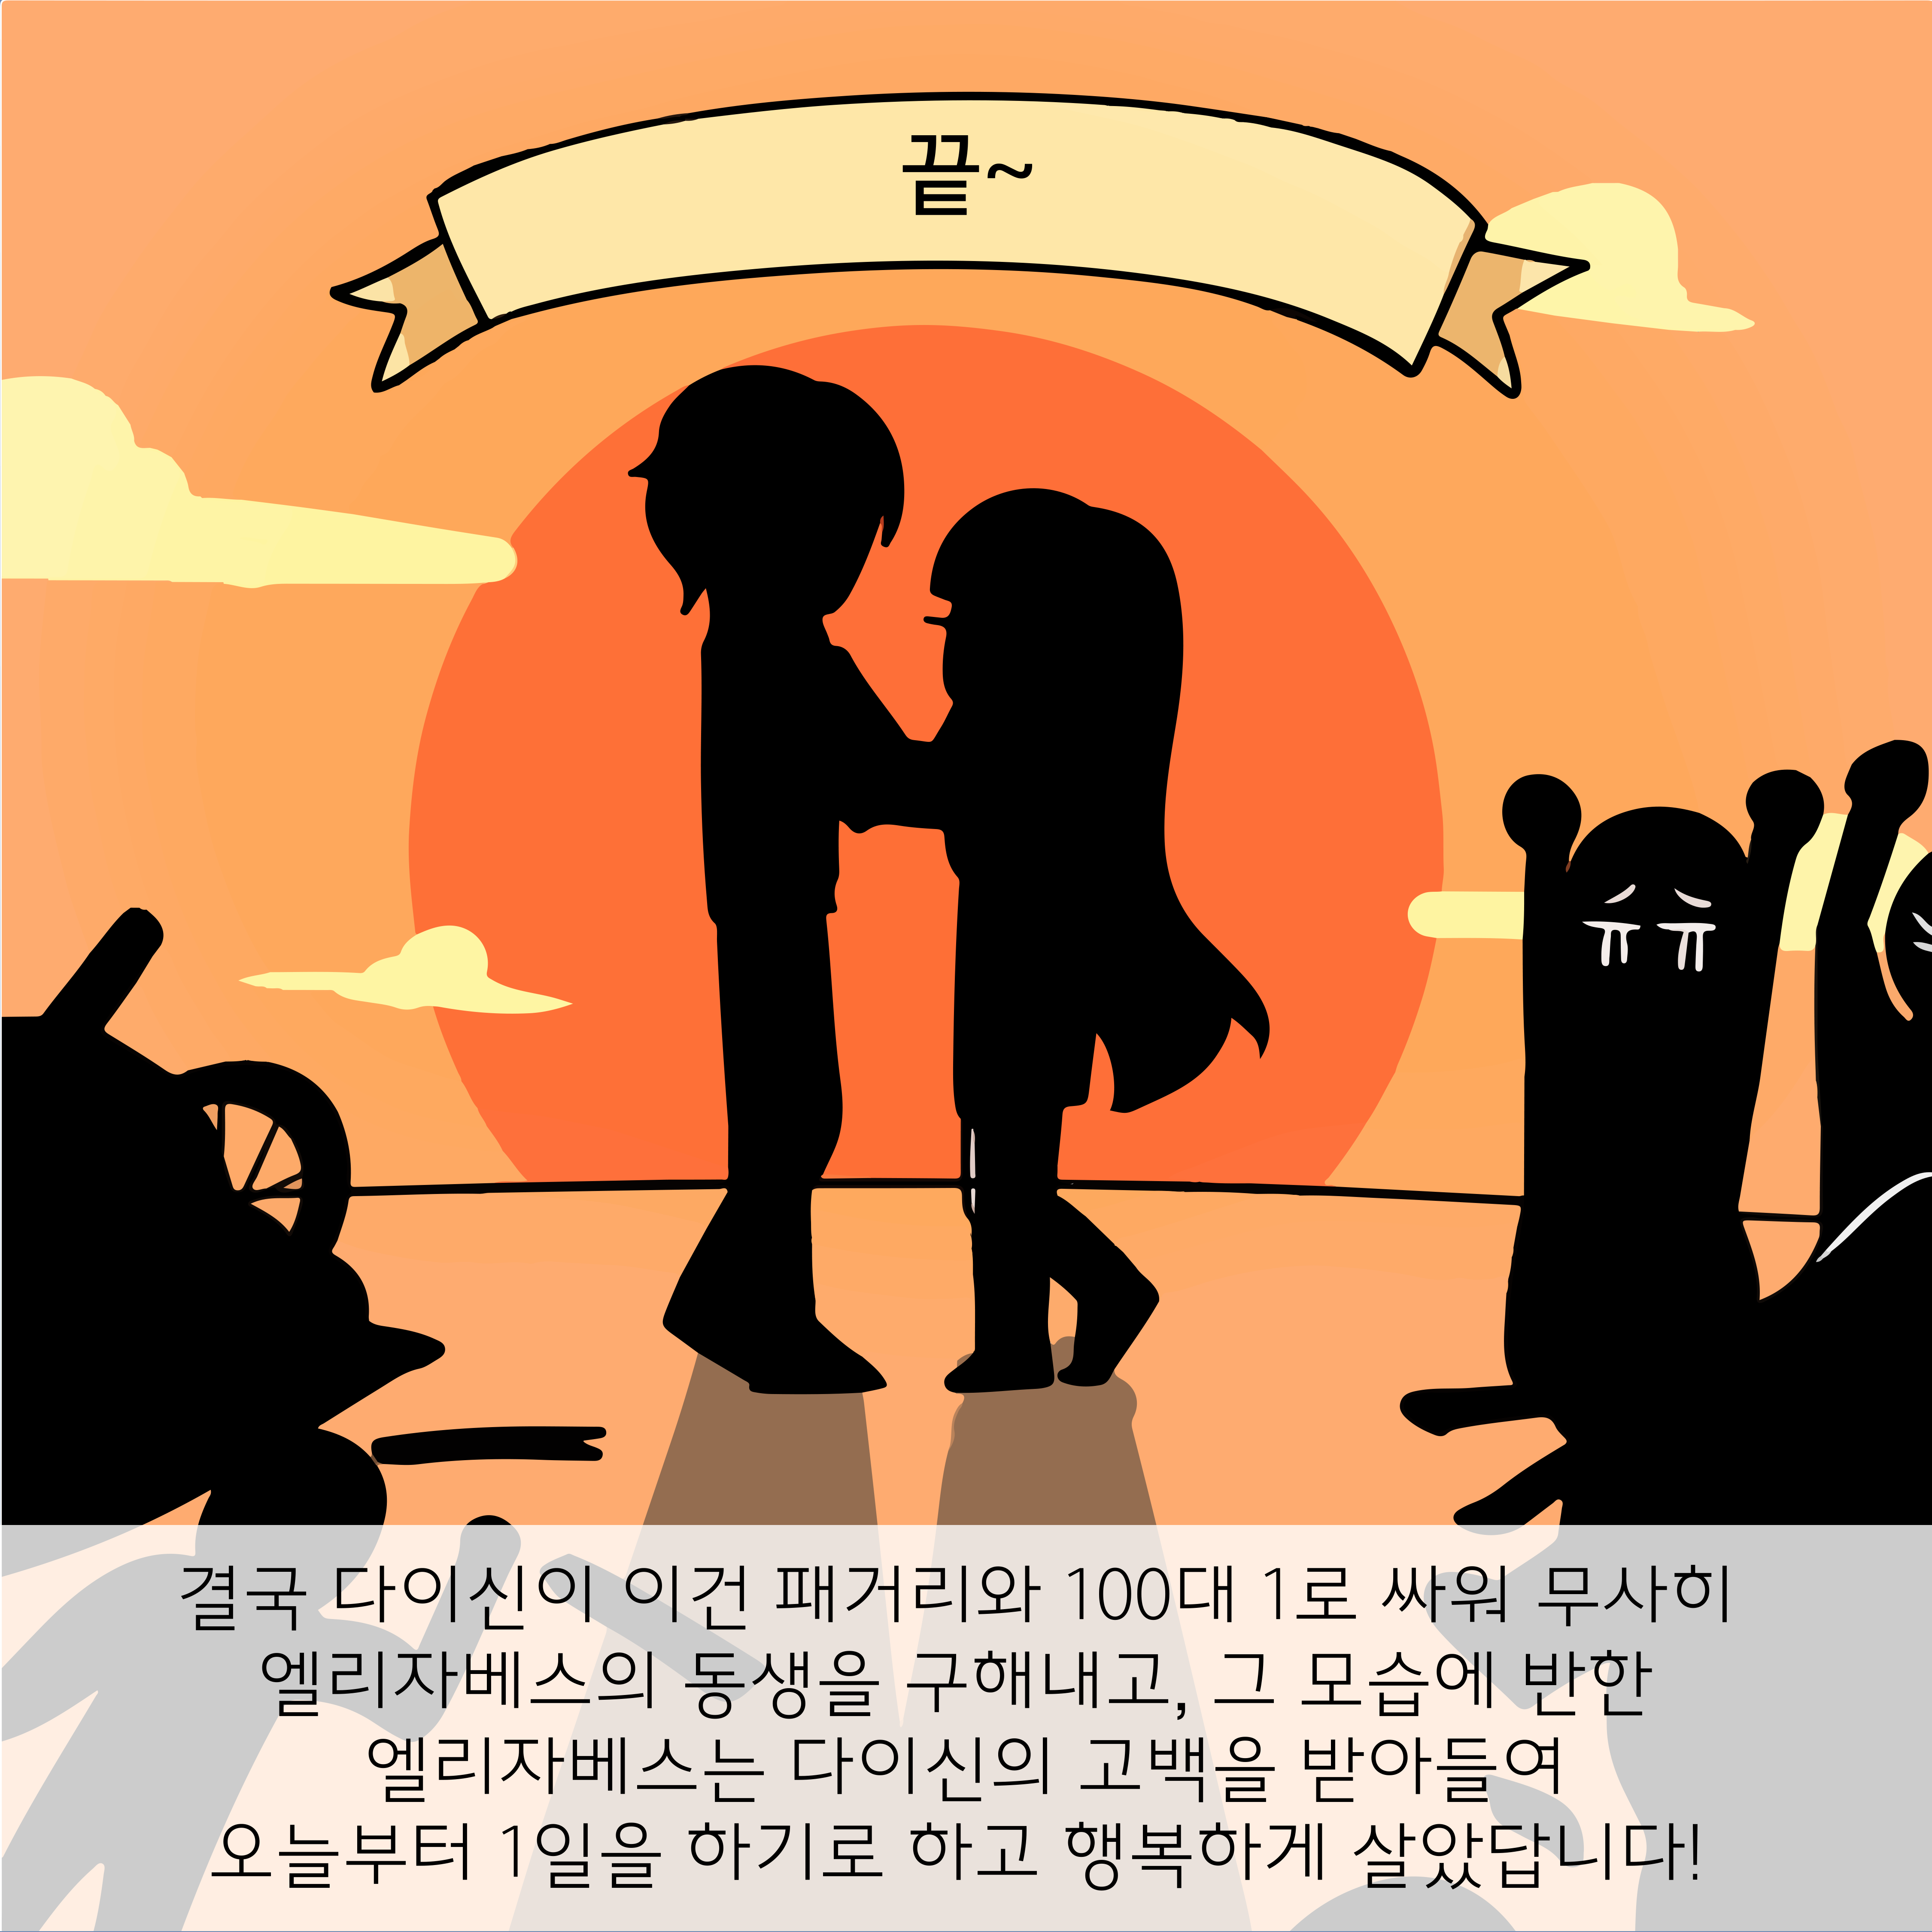 끝~
결국 다이신이 이건 패거리와 100대 1로 싸워 무사히
엘리자베스의 동생을 구해내고, 그 모습에 반한
엘리자베스는 다이신의 고백을 받아들여
오늘부터 1일을 하기로 하고 행복하게 살았답니다!